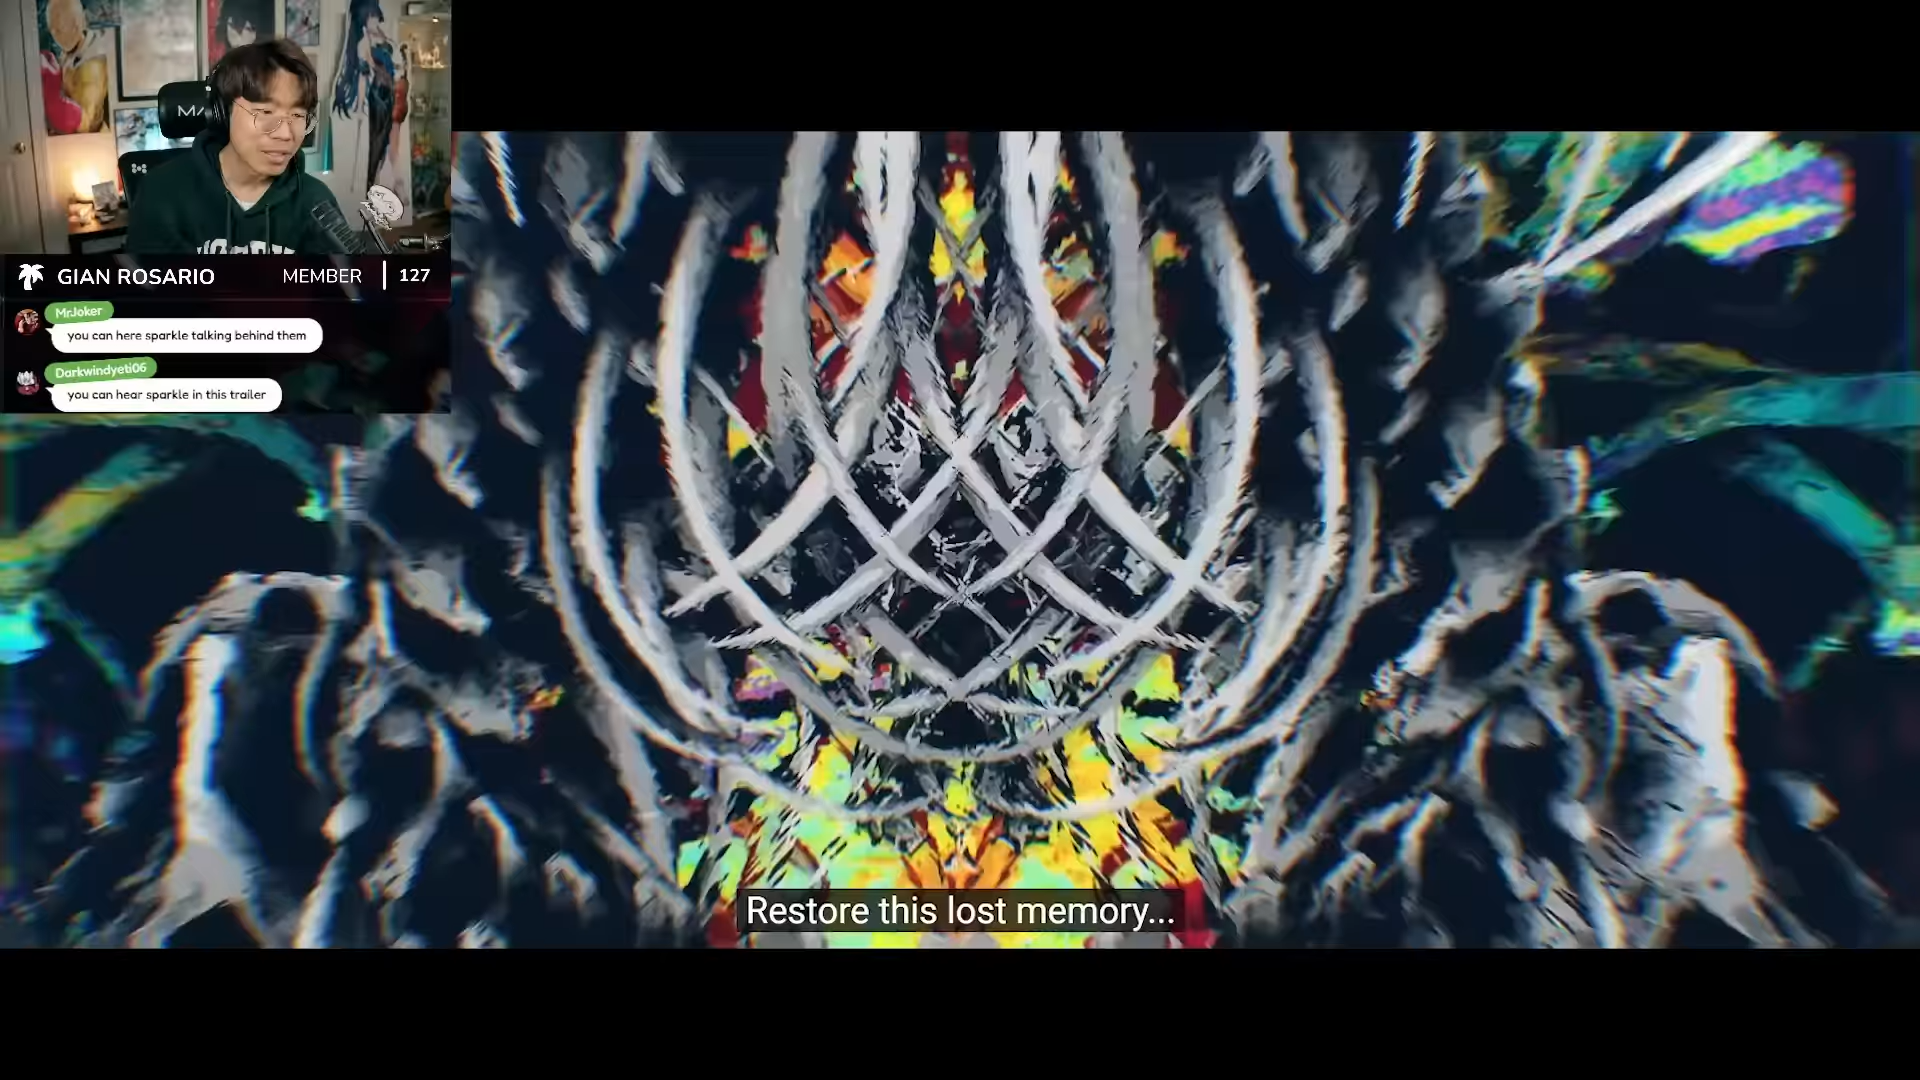 GIAN ROSARIO MEMBER 127
MrJoker
you can here sparkle talking behind them
Darkwindyeti06
you can hear sparkle in this trailer
Restore this lost memory...